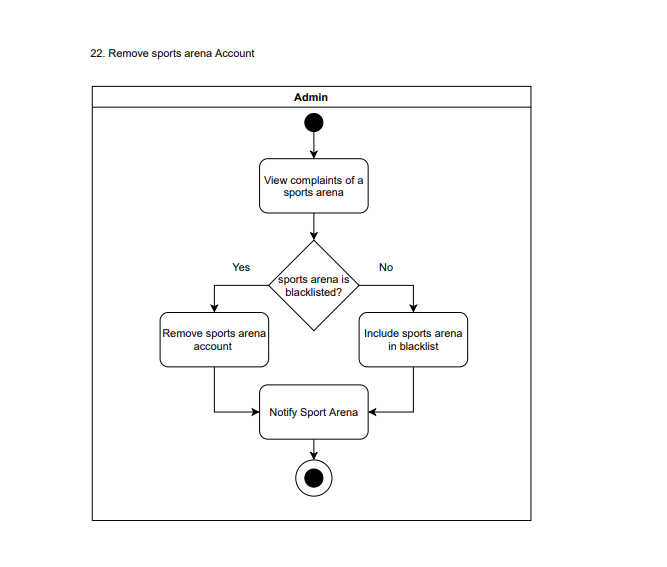 22. Remove sports arena Account
Admin
View complaints of a
sports arena
Yes
No
sports arena is
blacklisted?
Remove sports arena
account
Include sports arena
in blacklist
Notify Sport Arena